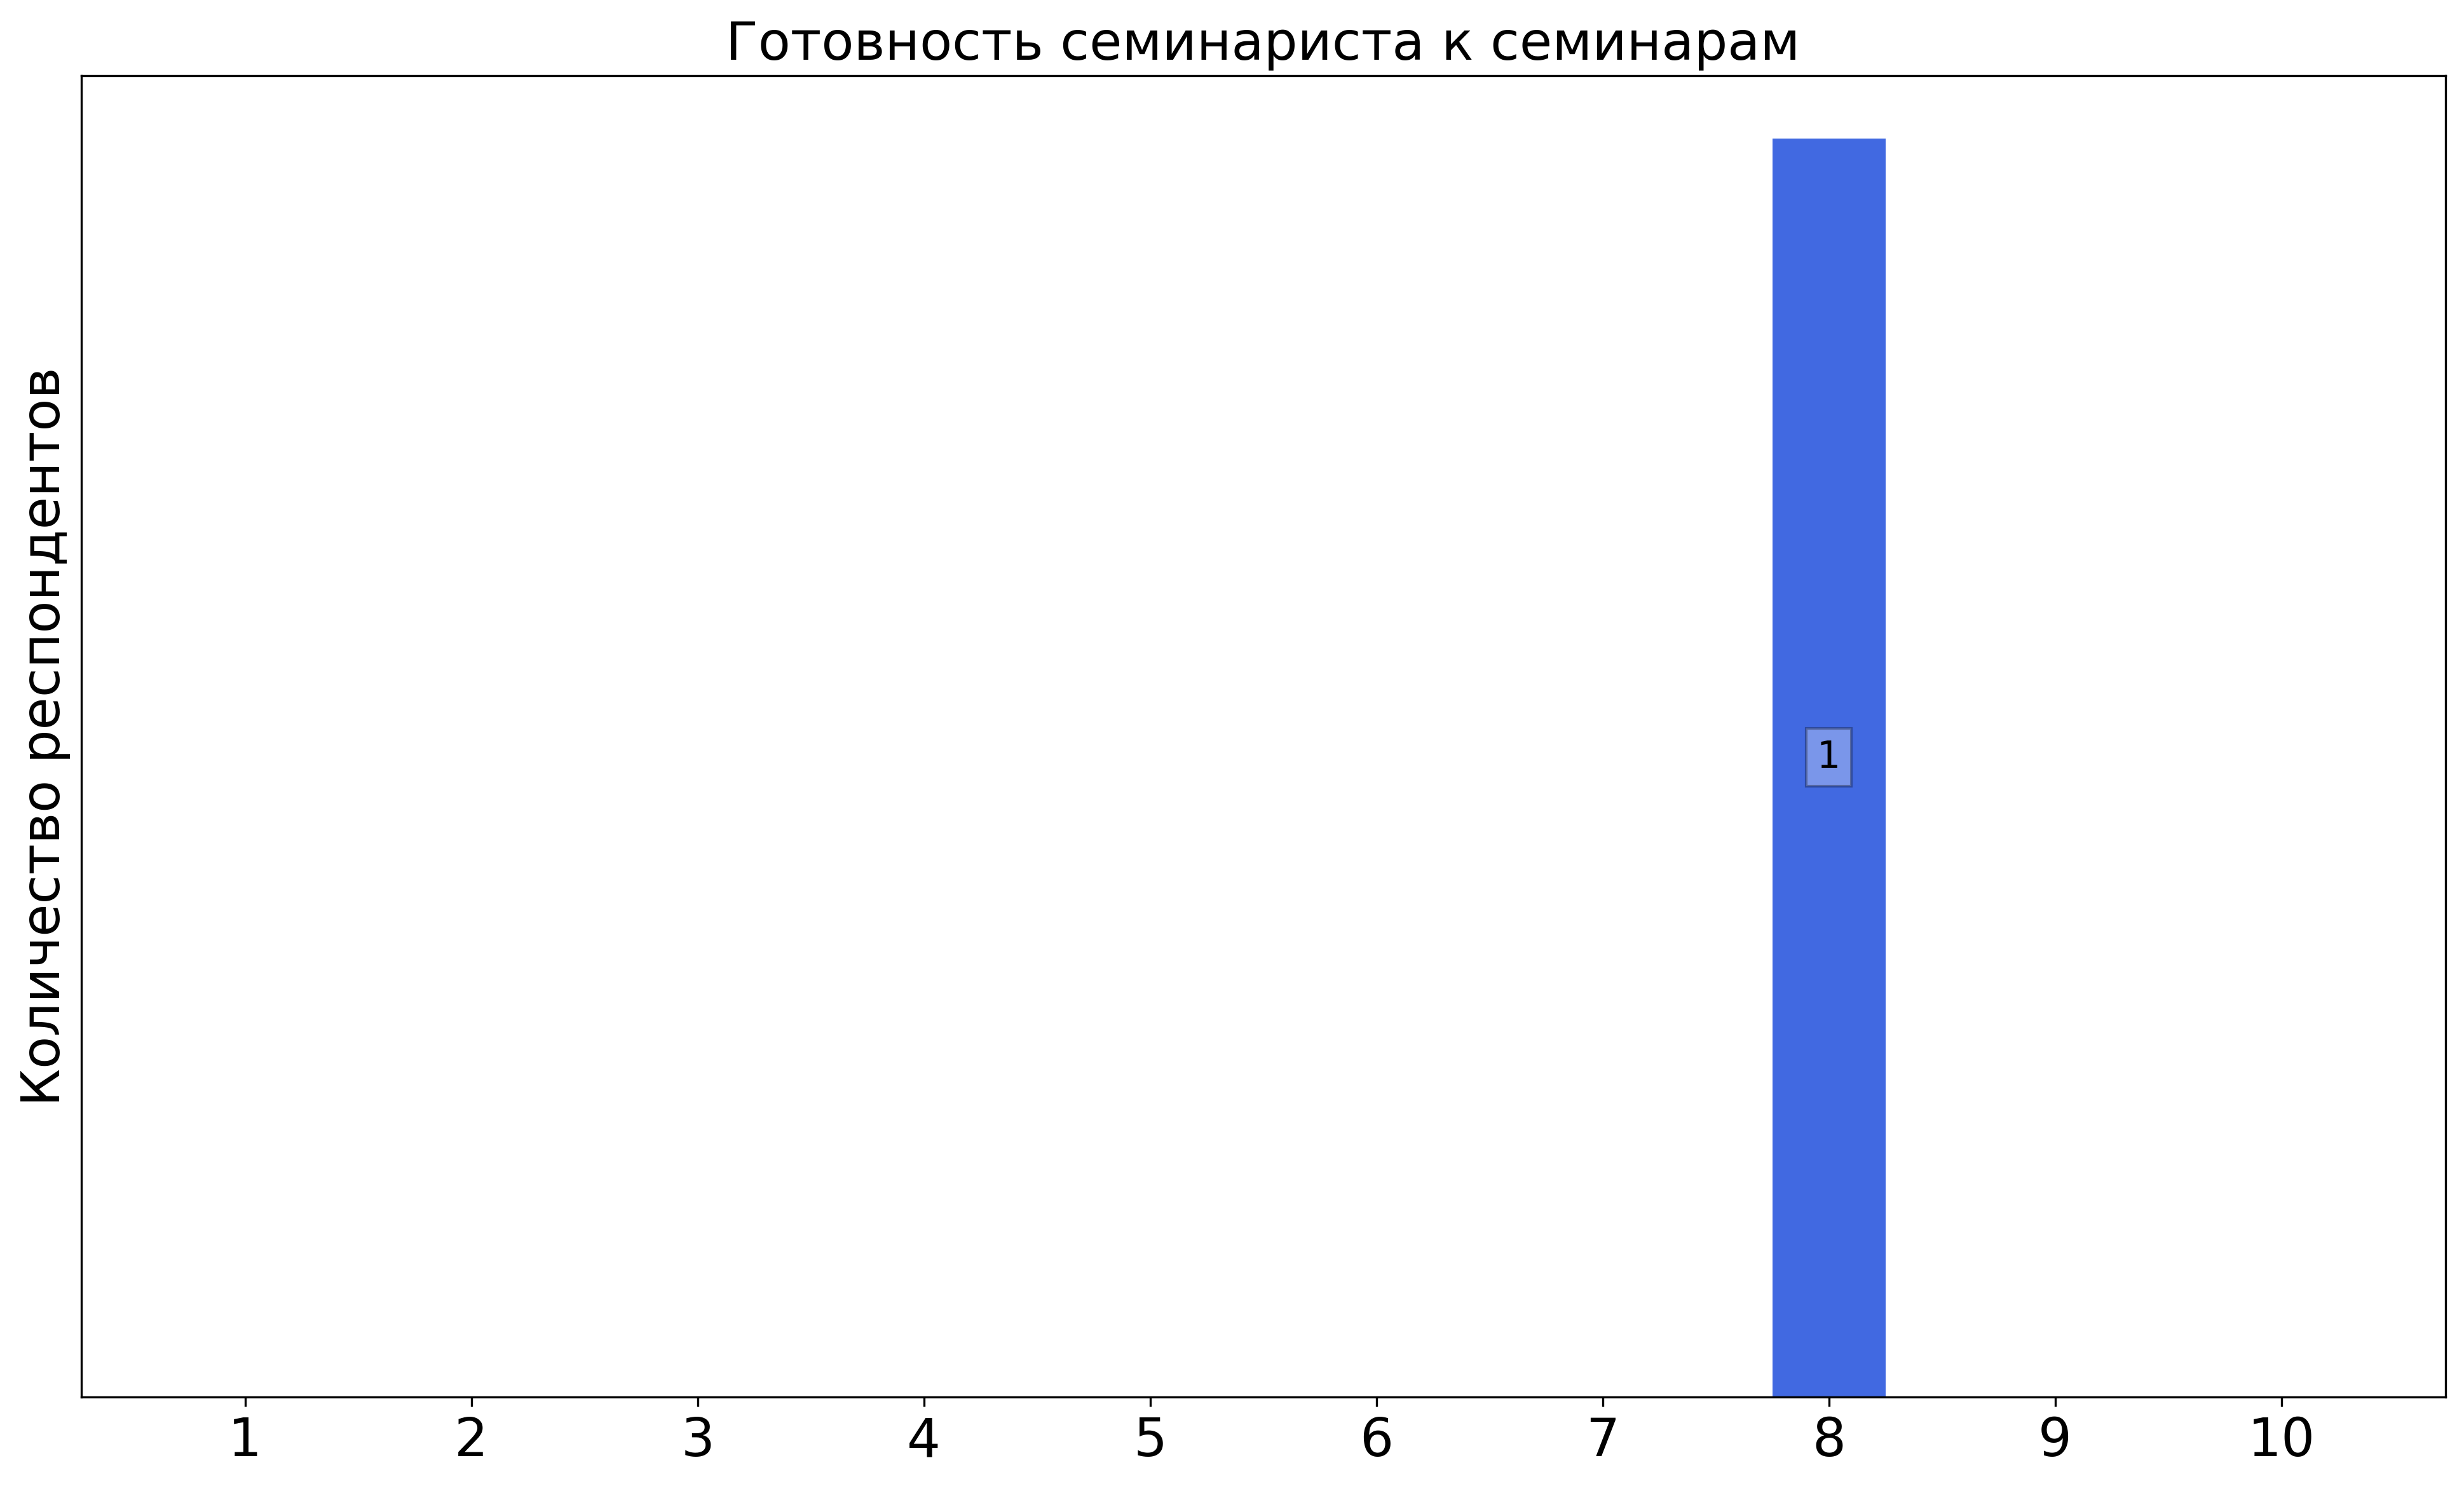 Готовность семинариста к семинарам
Количество респондентов
1
1 2 3 4 5 6 7 8 9 10